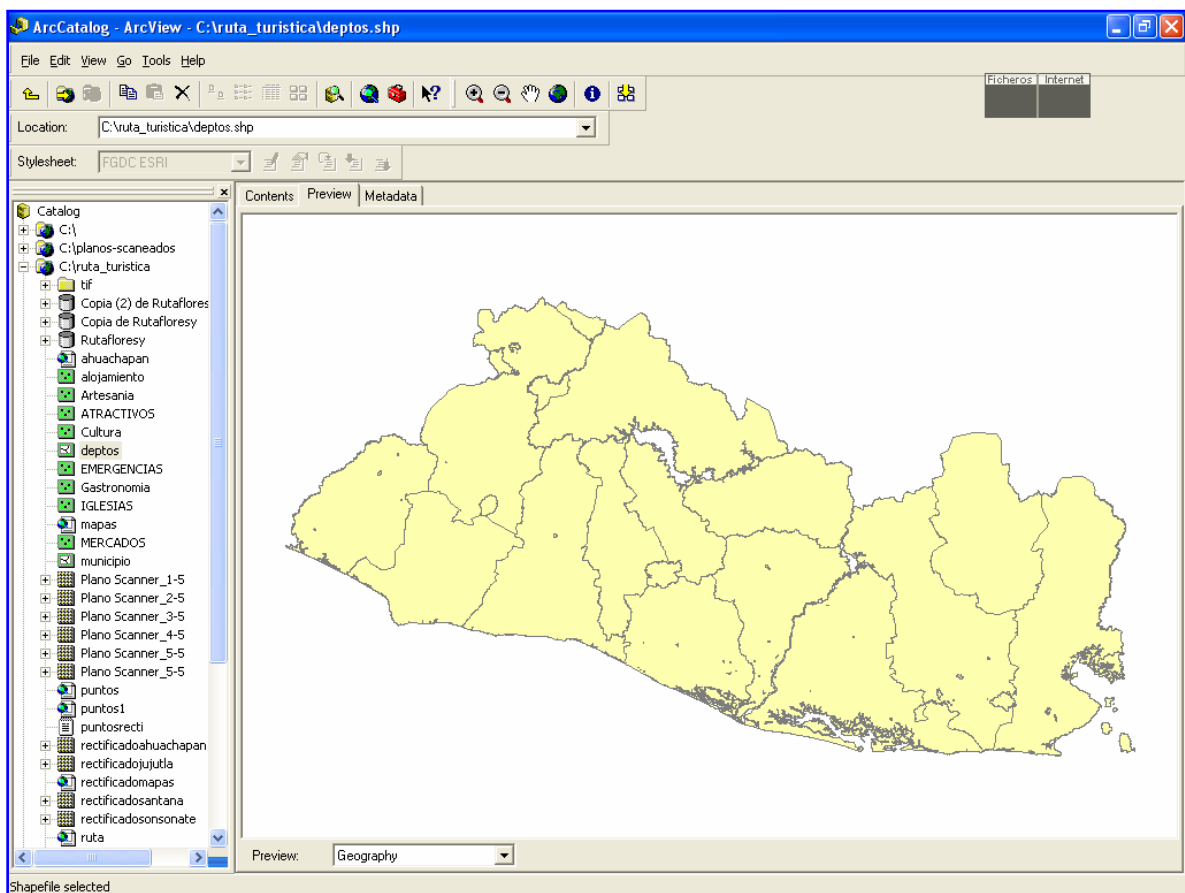 ArcCatalog - ArcView - C:\ruta_turistica\deptos.shp
File Edit View Go Tools Help
Ficheros Internet
Location: C:\ruta_turistica\deptos.shp
Stylesheet: FGDC ESRI
Contents Preview Metadata
Catalog
C:\
C:\planos-scaneados
C:\ruta_turistica
tif
Copia (2) de Rutaflores
Copia de Rutafloresy
Rutafloresy
ahuachapan
alojamiento
Artesania
ATRACTIVOS
Cultura
deptos
EMERGENCIAS
Gastronomia
IGLESIAS
mapas
MERCADOS
municipio
Plano Scanner_1-5
Plano Scanner_2-5
Plano Scanner_3-5
Plano Scanner_4-5
Plano Scanner_5-5
Plano Scanner_5-5
puntos
puntos1
puntosrecti
rectificadoahuachapan
rectificadojujutla
rectificadomapas
rectificadosantana
rectificadosonsonate
ruta
Preview: Geography
Shapefile selected